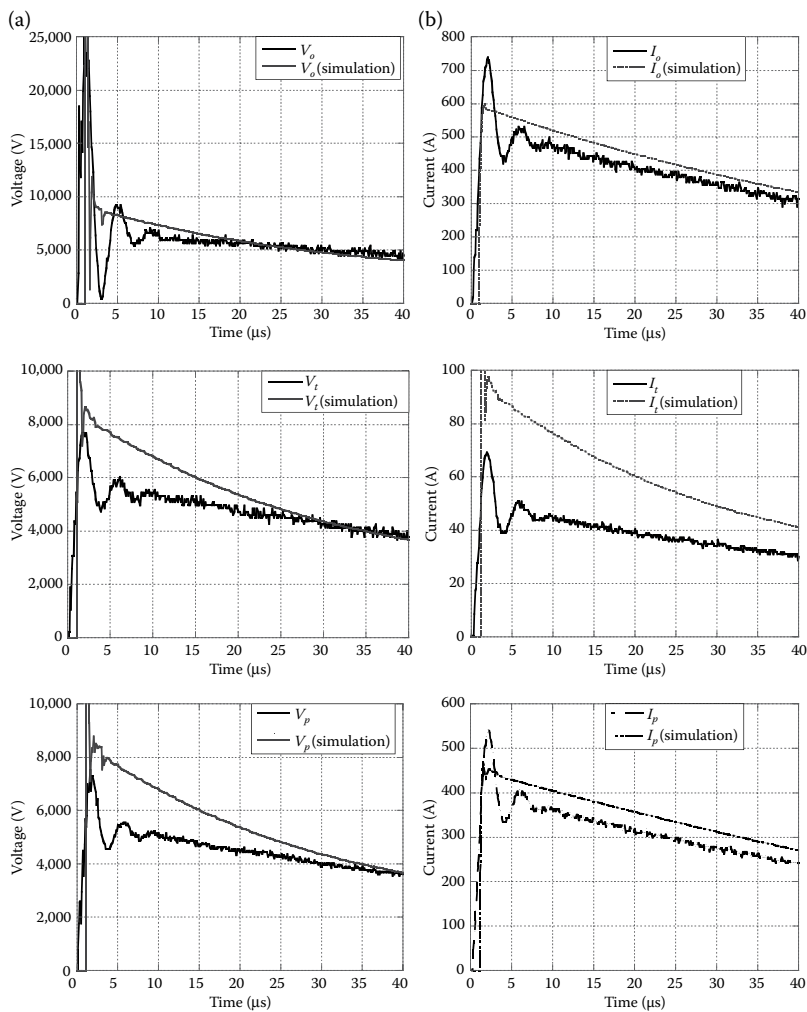 (a)
25,000
20,000
15,000
10,000
5,000
0
Voltage (V)
V_o
V_o (simulation)
0 5 10 15 20 25 30 35 40
Time (μs)
(b)
800
700
600
500
400
300
200
100
0
Current (A)
I_o
I_o (simulation)
0 5 10 15 20 25 30 35 40
Time (μs)
10,000
8,000
6,000
4,000
2,000
0
Voltage (V)
V_t
V_t (simulation)
0 5 10 15 20 25 30 35 40
Time (μs)
100
80
60
40
20
0
Current (A)
I_t
I_t (simulation)
0 5 10 15 20 25 30 35 40
Time (μs)
10,000
8,000
6,000
4,000
2,000
0
Voltage (V)
V_p
V_p (simulation)
0 5 10 15 20 25 30 35 40
Time (μs)
600
500
400
300
200
100
0
Current (A)
I_p
I_p (simulation)
0 5 10 15 20 25 30 35 40
Time (μs)